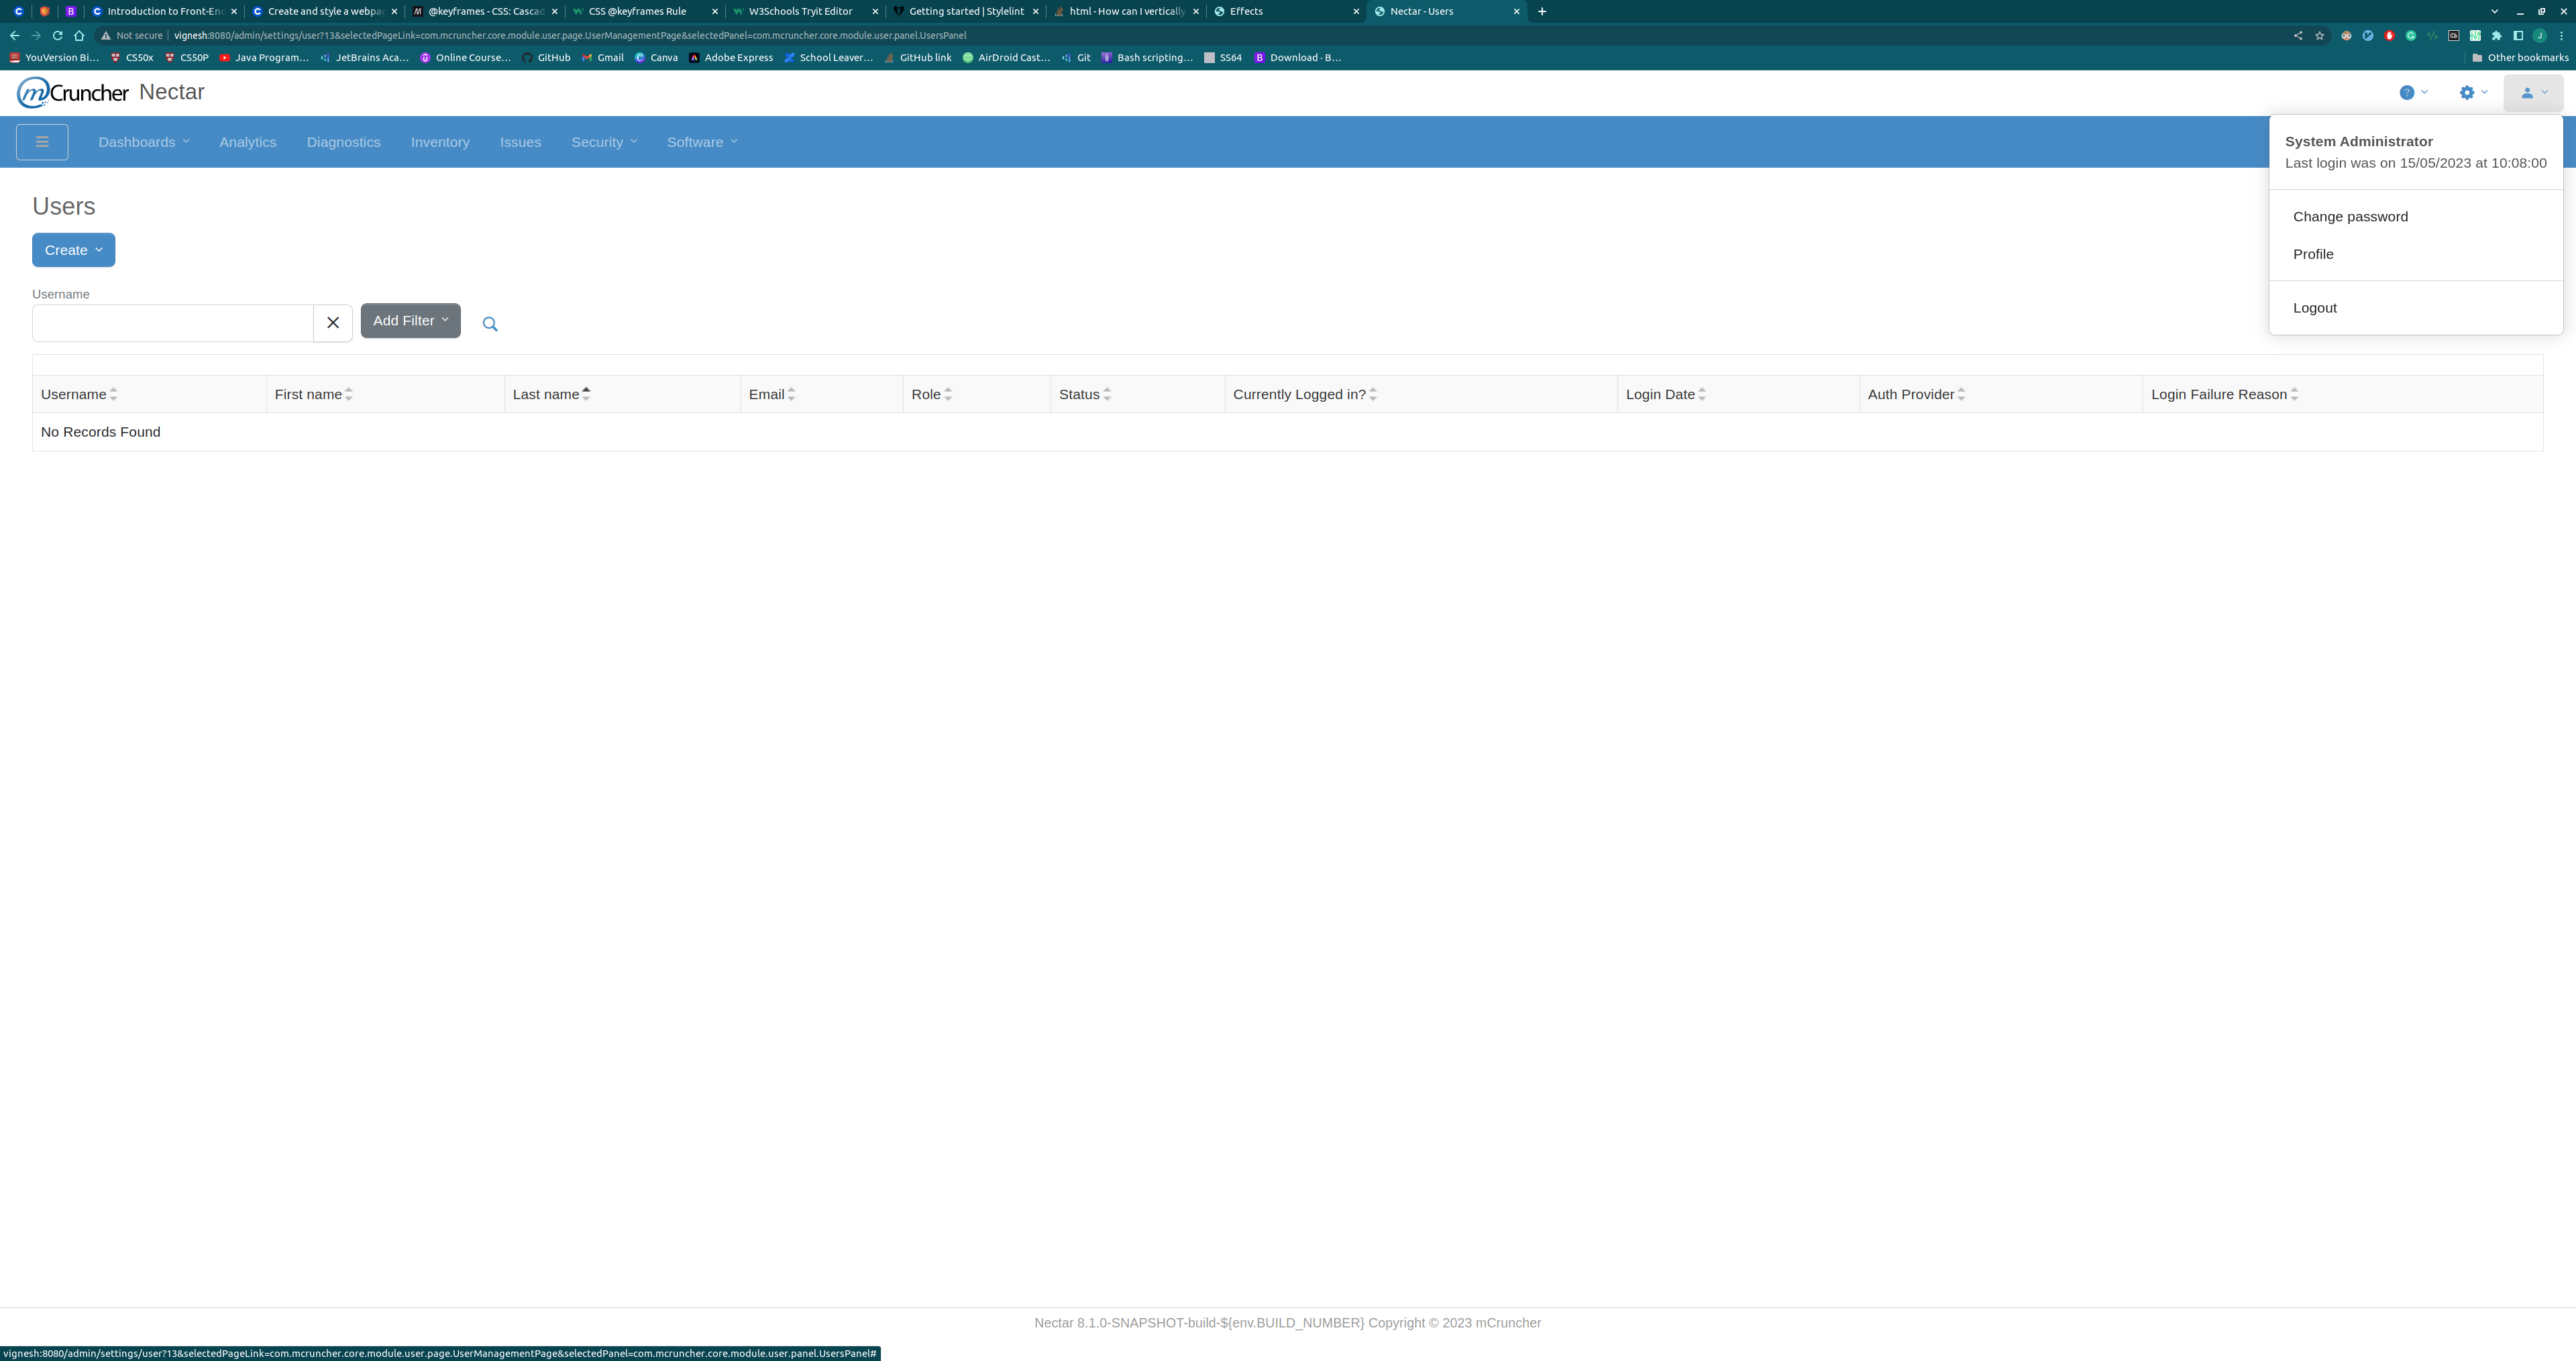 Introduction to Front-En
Create and style a webpa
@keyframes - CSS: Cascad
CSS @keyframes Rule
W3Schools Tryit Editor
Getting started | Stylelint
html - How can I vertically
Effects
Nectar - Users
Not secure
vignesh:8080/admin/settings/user?13&selectedPageLink=com.mcruncher.core.module.user.page.UserManagementPage&selectedPanel=com.mcruncher.core.module.user.panel.UsersPanel
YouVersion Bi...
CS50x
CS50P
Java Program...
JetBrains Aca...
Online Course...
GitHub
Gmail
Canva
Adobe Express
School Leaver...
GitHub link
AirDroid Cast...
Git
Bash scripting...
SS64
Download · B...
Other bookmarks
mCruncher Nectar
Dashboards Analytics Diagnostics Inventory Issues Security Software
System Administrator
Last login was on 15/05/2023 at 10:08:00
Change password
Profile
Logout
Users
Create
Username
Add Filter
Username First name Last name Email Role Status Currently Logged in? Login Date Auth Provider Login Failure Reason
No Records Found
Nectar 8.1.0-SNAPSHOT-build-${env.BUILD_NUMBER} Copyright © 2023 mCruncher
vignesh:8080/admin/settings/user?13&selectedPageLink=com.mcruncher.core.module.user.page.UserManagementPage&selectedPanel=com.mcruncher.core.module.user.panel.UsersPanel#